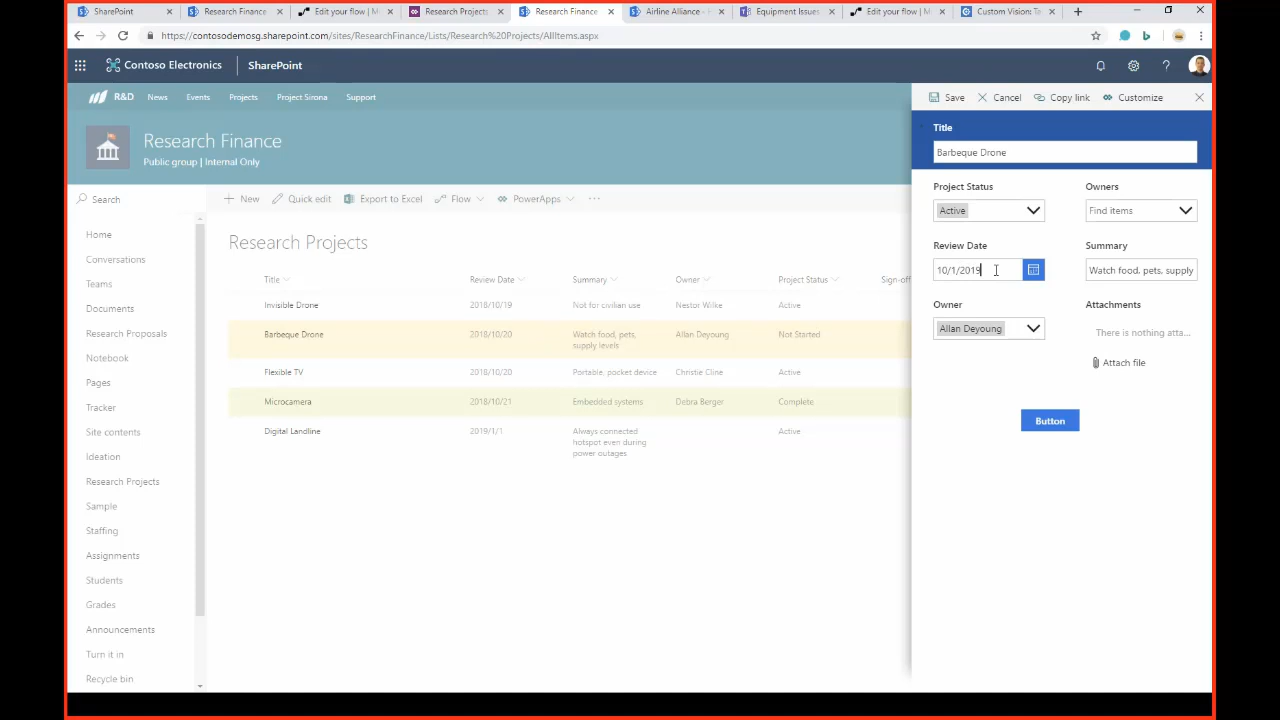 SharePoint
Research Finance
Edit your flow | M
Research Projects
Research Finance
Airline Alliance - H
Equipment Issues
Edit your flow | M
Custom Vision: Te
https://contosodemosg.sharepoint.com/sites/ResearchFinance/Lists/Research%20Projects/AllItems.aspx
Contoso Electronics
SharePoint
R&D
News
Events
Projects
Project Sirona
Support
Research Finance
Public group | Internal Only
Search
New
Quick edit
Export to Excel
Flow
PowerApps
Home
Conversations
Teams
Documents
Research Proposals
Notebook
Pages
Tracker
Site contents
Ideation
Research Projects
Sample
Staffing
Assignments
Students
Grades
Announcements
Turn it in
Recycle bin
Research Projects
Title
Review Date
Summary
Owner
Project Status
Sign-off
Invisible Drone
2018/10/19
Not for civilian use
Nestor Wilke
Active
Barbeque Drone
2018/10/20
Watch food, pets,
supply levels
Allan Deyoung
Not Started
Flexible TV
2018/10/20
Portable, pocket device
Christie Cline
Active
Microcamera
2018/10/21
Embedded systems
Debra Berger
Complete
Digital Landline
2019/1/1
Always connected
hotspot even during
power outages
Active
Save
Cancel
Copy link
Customize
Title
Barbeque Drone
Project Status
Active
Owners
Find items
Review Date
10/1/2019
Summary
Watch food, pets, supply
Owner
Allan Deyoung
Attachments
There is nothing atta...
Attach file
Button